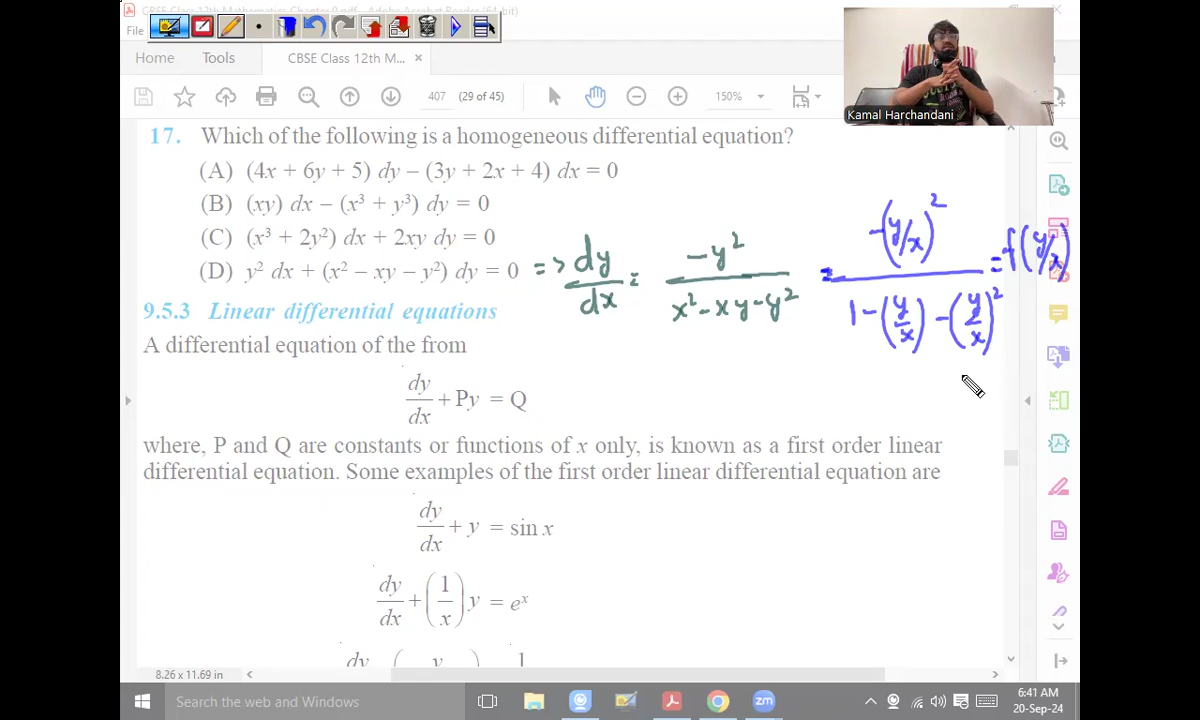 File
Home Tools CBSE Class 12th M... ×
407 (29 of 45) 150%
Kamal Harchandani
17. Which of the following is a homogeneous differential equation?
(A) (4x + 6y + 5) dy – (3y + 2x + 4) dx = 0
(B) (xy) dx – (x³ + y³) dy = 0
(C) (x³ + 2y²) dx + 2xy dy = 0
(D) y² dx + (x² – xy – y²) dy = 0
=> dy/dx = -y²/(x²-xy-y²) = -(y/x)²/(1-(y/x)-(y/x)²) = f(y/x)
9.5.3 Linear differential equations
A differential equation of the from
dy/dx + Py = Q
where, P and Q are constants or functions of x only, is known as a first order linear
differential equation. Some examples of the first order linear differential equation are
dy/dx + y = sin x
dy/dx + (1/x) y = eˣ
dy ( y ) 1
8.26 x 11.69 in
Search the web and Windows
zm
6:41 AM
20-Sep-24